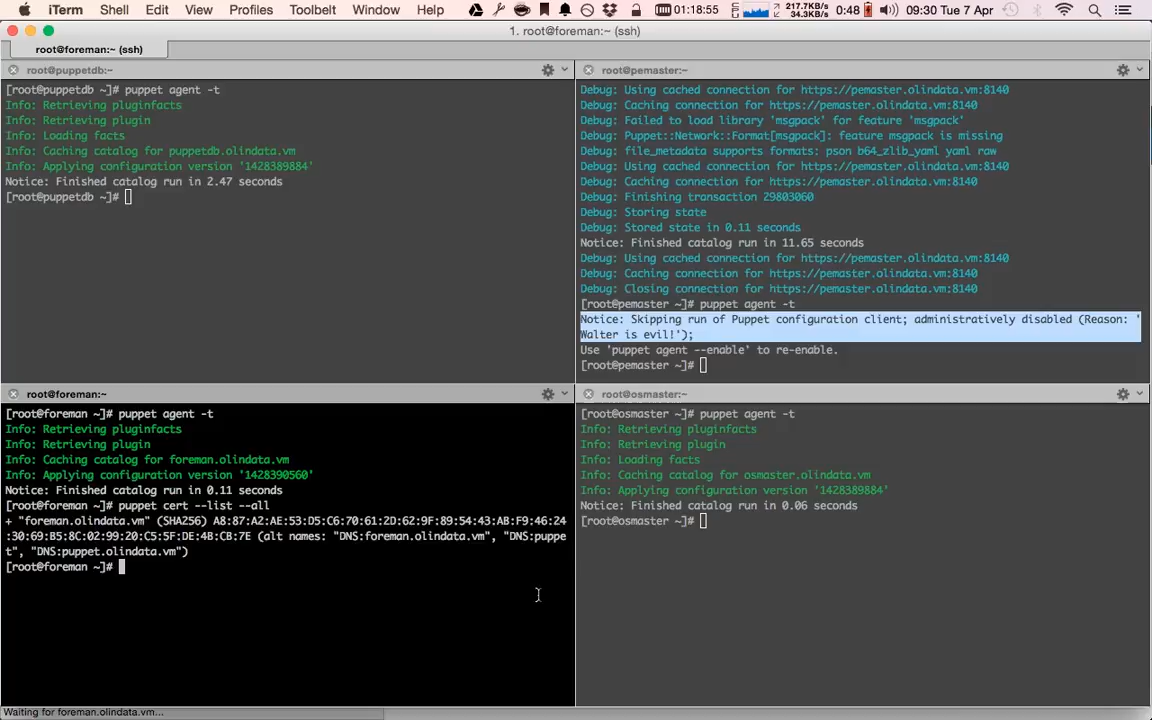 iTerm Shell Edit View Profiles Toolbelt Window Help 01:18:55 217.7KB/s 34.3KB/s 0:48 09:30 Tue 7 Apr
1. root@foreman:~ (ssh)
root@foreman:~ (ssh)
root@puppetdb:~
[root@puppetdb ~]# puppet agent -t
Info: Retrieving pluginfacts
Info: Retrieving plugin
Info: Loading facts
Info: Caching catalog for puppetdb.olindata.vm
Info: Applying configuration version '1428389884'
Notice: Finished catalog run in 2.47 seconds
[root@puppetdb ~]#
root@pemaster:~
Debug: Using cached connection for https://pemaster.olindata.vm:8140
Debug: Caching connection for https://pemaster.olindata.vm:8140
Debug: Failed to load library 'msgpack' for feature 'msgpack'
Debug: Puppet::Network::Format[msgpack]: feature msgpack is missing
Debug: file_metadata supports formats: pson b64_zlib_yaml yaml raw
Debug: Using cached connection for https://pemaster.olindata.vm:8140
Debug: Caching connection for https://pemaster.olindata.vm:8140
Debug: Finishing transaction 29803060
Debug: Storing state
Debug: Stored state in 0.11 seconds
Notice: Finished catalog run in 11.65 seconds
Debug: Using cached connection for https://pemaster.olindata.vm:8140
Debug: Caching connection for https://pemaster.olindata.vm:8140
Debug: Closing connection for https://pemaster.olindata.vm:8140
[root@pemaster ~]# puppet agent -t
Notice: Skipping run of Puppet configuration client; administratively disabled (Reason: '
Walter is evil!');
Use 'puppet agent --enable' to re-enable.
[root@pemaster ~]#
root@foreman:~
[root@foreman ~]# puppet agent -t
Info: Retrieving pluginfacts
Info: Retrieving plugin
Info: Caching catalog for foreman.olindata.vm
Info: Applying configuration version '1428390560'
Notice: Finished catalog run in 0.11 seconds
[root@foreman ~]# puppet cert --list --all
+ "foreman.olindata.vm" (SHA256) A8:87:A2:AE:53:D5:C6:70:61:2D:62:9F:89:54:43:AB:F9:46:24
:30:69:B5:8C:02:99:20:C5:5F:DE:4B:CB:7E (alt names: "DNS:foreman.olindata.vm", "DNS:puppe
t", "DNS:puppet.olindata.vm")
[root@foreman ~]#
root@osmaster:~
[root@osmaster ~]# puppet agent -t
Info: Retrieving pluginfacts
Info: Retrieving plugin
Info: Loading facts
Info: Caching catalog for osmaster.olindata.vm
Info: Applying configuration version '1428389884'
Notice: Finished catalog run in 0.06 seconds
[root@osmaster ~]#
Waiting for foreman.olindata.vm...